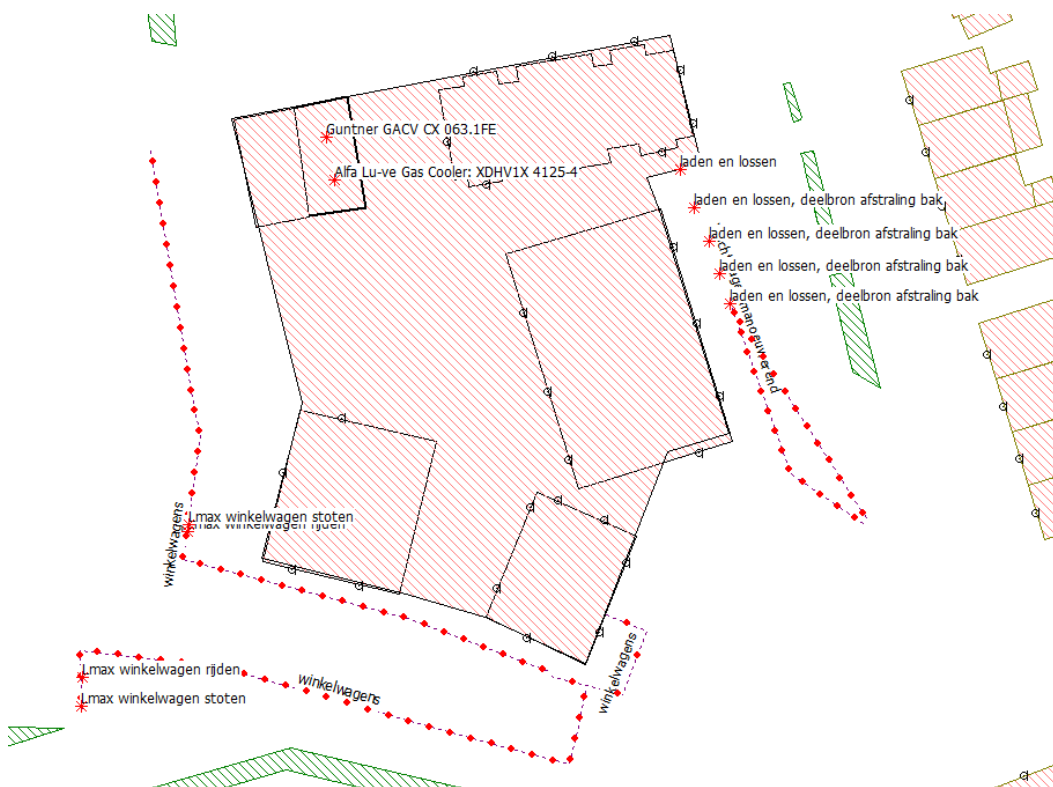 Guntner GACV CX 063.1FE
Alfa Lu-ve Gas Cooler: XDHV1X 4125-4
laden en lossen
laden en lossen, deelbron afstraling bak
laden en lossen, deelbron afstraling bak
laden en lossen, deelbron afstraling bak
laden en lossen, deelbron afstraling bak
manoeuvrerend
Lmax winkelwagen stoten
Lmax winkelwagen rijden
winkelwagens
Lmax winkelwagen rijden
winkelwagens
winkelwagens
Lmax winkelwagen stoten